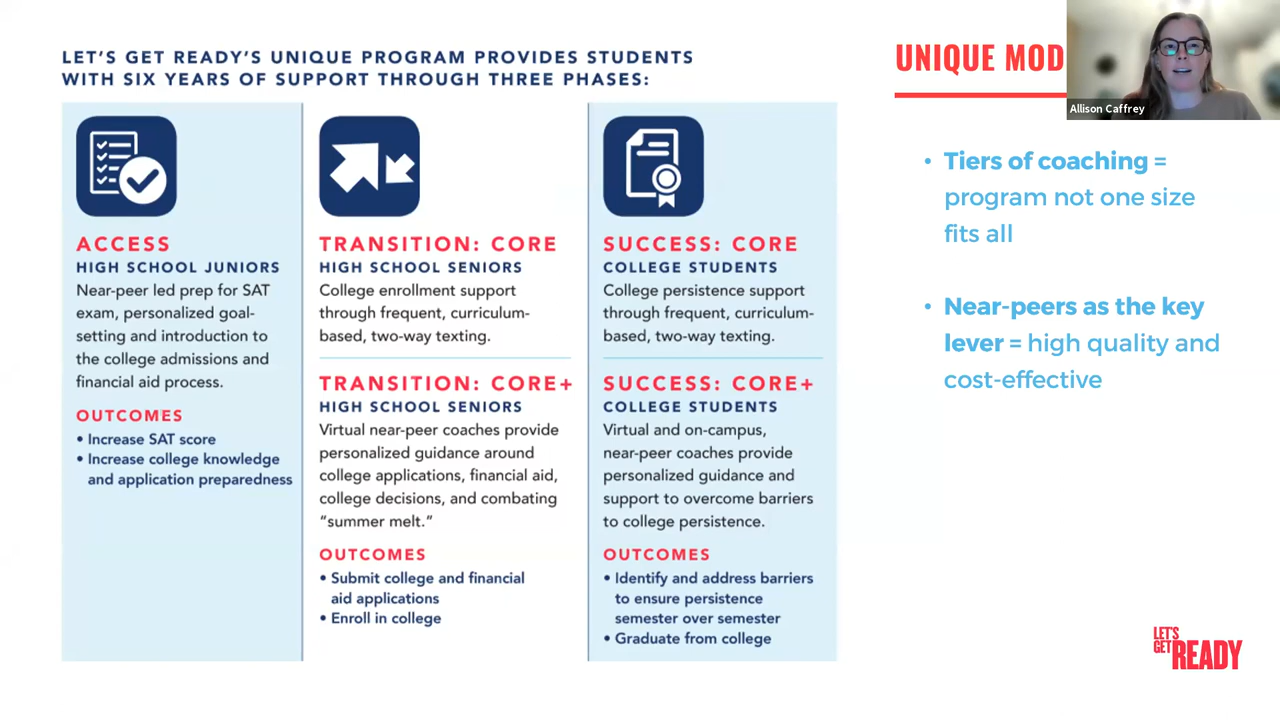 LET'S GET READY'S UNIQUE PROGRAM PROVIDES STUDENTS
WITH SIX YEARS OF SUPPORT THROUGH THREE PHASES:
ACCESS
HIGH SCHOOL JUNIORS
Near-peer led prep for SAT
exam, personalized goal-
setting and introduction to
the college admissions and
financial aid process.
OUTCOMES
• Increase SAT score
• Increase college knowledge
and application preparedness
TRANSITION: CORE
HIGH SCHOOL SENIORS
College enrollment support
through frequent, curriculum-
based, two-way texting.
TRANSITION: CORE+
HIGH SCHOOL SENIORS
Virtual near-peer coaches provide
personalized guidance around
college applications, financial aid,
college decisions, and combating
“summer melt.”
OUTCOMES
• Submit college and financial
aid applications
• Enroll in college
SUCCESS: CORE
COLLEGE STUDENTS
College persistence support
through frequent, curriculum-
based, two-way texting.
SUCCESS: CORE+
COLLEGE STUDENTS
Virtual and on-campus,
near-peer coaches provide
personalized guidance and
support to overcome barriers
to college persistence.
OUTCOMES
• Identify and address barriers
to ensure persistence
semester over semester
• Graduate from college
UNIQUE MOD
Allison Caffrey
• Tiers of coaching =
program not one size
fits all
• Near-peers as the key
lever = high quality and
cost-effective
LET'S
GET READY